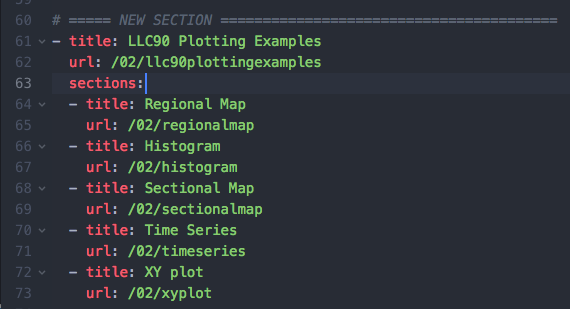 60 # ===== NEW SECTION =======================================
61 - title: LLC90 Plotting Examples
62 url: /02/llc90plottingexamples
63 sections:
64 - title: Regional Map
65 url: /02/regionalmap
66 - title: Histogram
67 url: /02/histogram
68 - title: Sectional Map
69 url: /02/sectionalmap
70 - title: Time Series
71 url: /02/timeseries
72 - title: XY plot
73 url: /02/xyplot